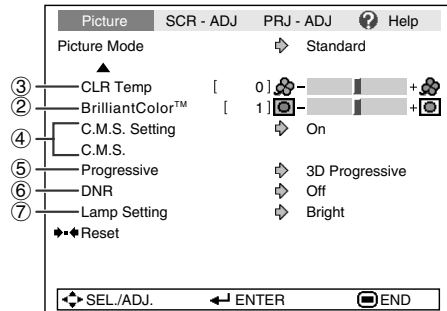 Picture SCR - ADJ PRJ - ADJ ? Help
Picture Mode Standard
③ CLR Temp [ 0 ] – +
② BrilliantColor™ [ 1 ] – +
④ C.M.S. Setting On
C.M.S.
⑤ Progressive 3D Progressive
⑥ DNR Off
⑦ Lamp Setting Bright
Reset
SEL./ADJ. ENTER END